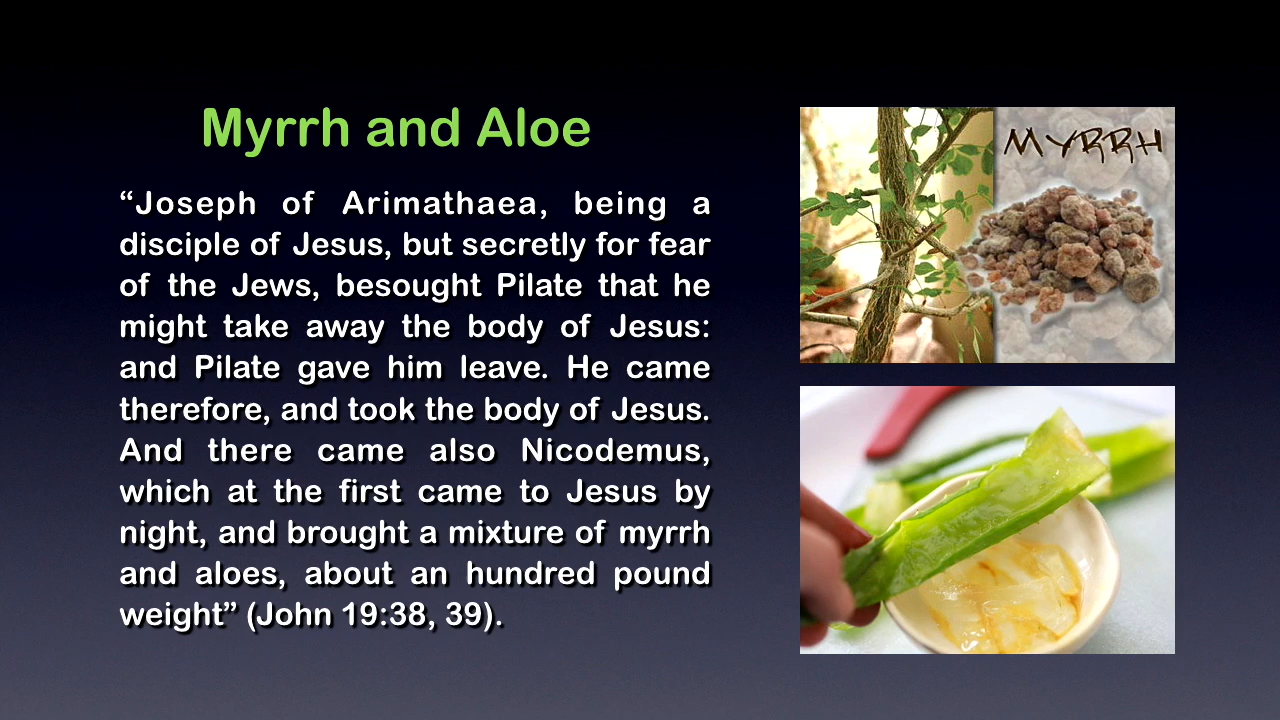 Myrrh and Aloe
“Joseph of Arimathaea, being a
disciple of Jesus, but secretly for fear
of the Jews, besought Pilate that he
might take away the body of Jesus:
and Pilate gave him leave. He came
therefore, and took the body of Jesus.
And there came also Nicodemus,
which at the first came to Jesus by
night, and brought a mixture of myrrh
and aloes, about an hundred pound
weight” (John 19:38, 39).
MYRRH